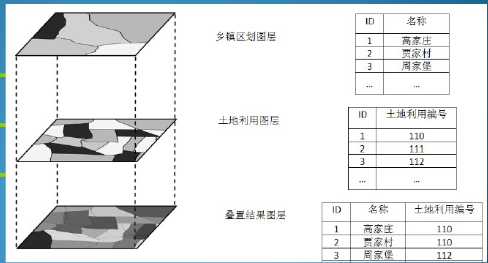 乡镇区划图层
ID 名称
1 高家庄
2 贾家村
3 周家堡
... ...
土地利用图层
ID 土地利用编号
1 110
2 111
3 112
... ...
叠置结果图层
ID 名称 土地利用编号
1 高家庄 110
2 贾家村 110
3 周家堡 112